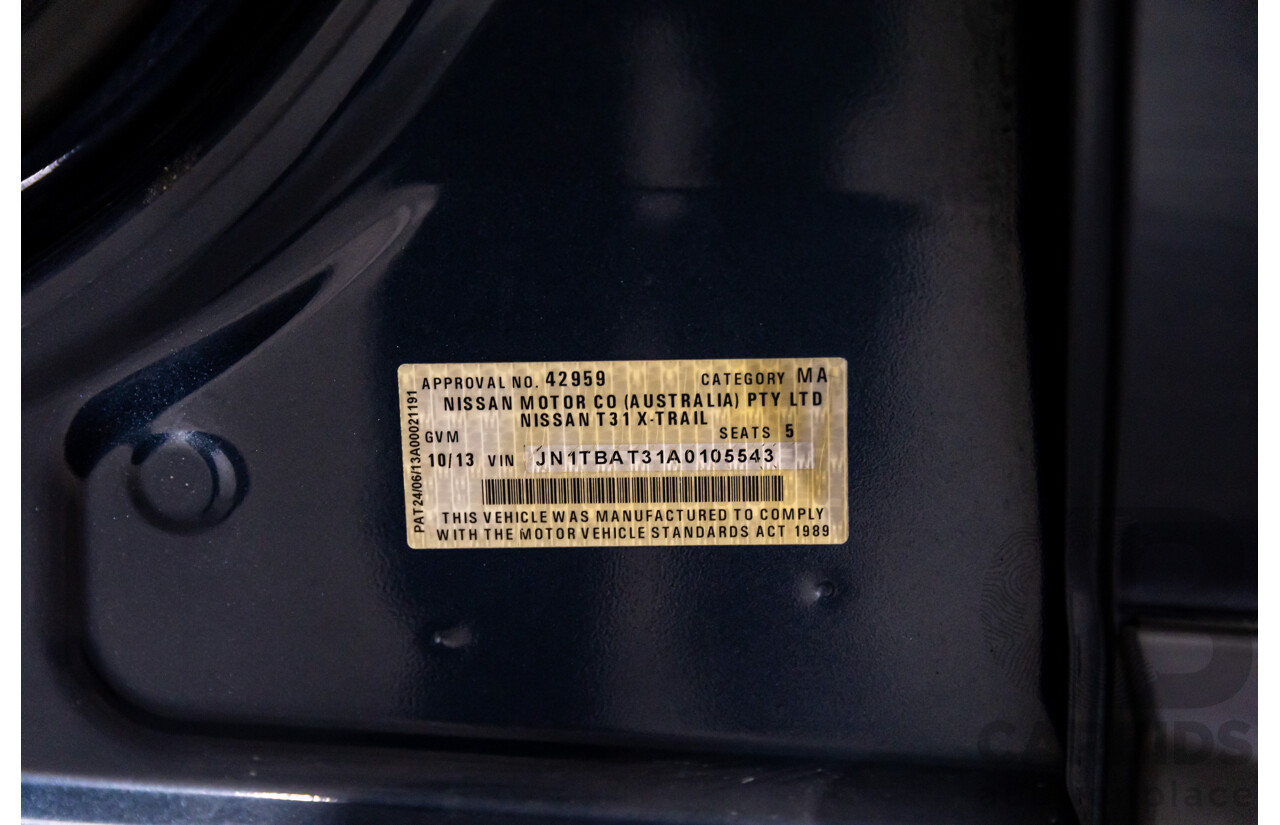 APPROVAL NO. 42959 CATEGORY MA
NISSAN MOTOR CO (AUSTRALIA) PTY LTD
NISSAN T31 X-TRAIL
GVM SEATS 5
10/13 VIN JN1TBAT31A0105543
THIS VEHICLE WAS MANUFACTURED TO COMPLY
WITH THE MOTOR VEHICLE STANDARDS ACT 1989
PAT24/06/13A00021191